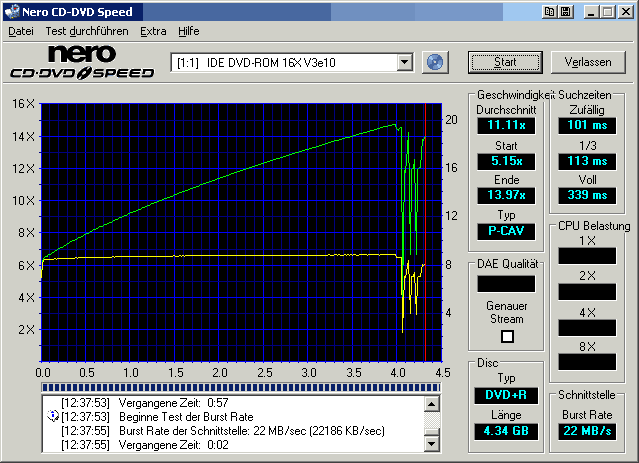 Nero CD-DVD Speed
Datei Test durchführen Extra Hilfe
nero
CD·DVD SPEED
[1:1] IDE DVD-ROM 16X V3e10
Start
Verlassen
16 X
14 X
12 X
10 X
8 X
6 X
4 X
2 X
20
16
12
8
4
0.0 0.5 1.0 1.5 2.0 2.5 3.0 3.5 4.0 4.5
Geschwindigkeit
Durchschnitt
11.11x
Start
5.15x
Ende
13.97x
Typ
P-CAV
Suchzeiten
Zufällig
101 ms
1/3
113 ms
Voll
339 ms
CPU Belastung
1 X
2 X
4 X
8 X
DAE Qualität
Genauer
Stream
Disc
Typ
DVD+R
Länge
4.34 GB
Schnittstelle
Burst Rate
22 MB/s
[12:37:53] Vergangene Zeit: 0:57
[12:37:53] Beginne Test der Burst Rate
[12:37:55] Burst Rate der Schnittstelle: 22 MB/sec (22186 KB/sec)
[12:37:55] Vergangene Zeit: 0:02